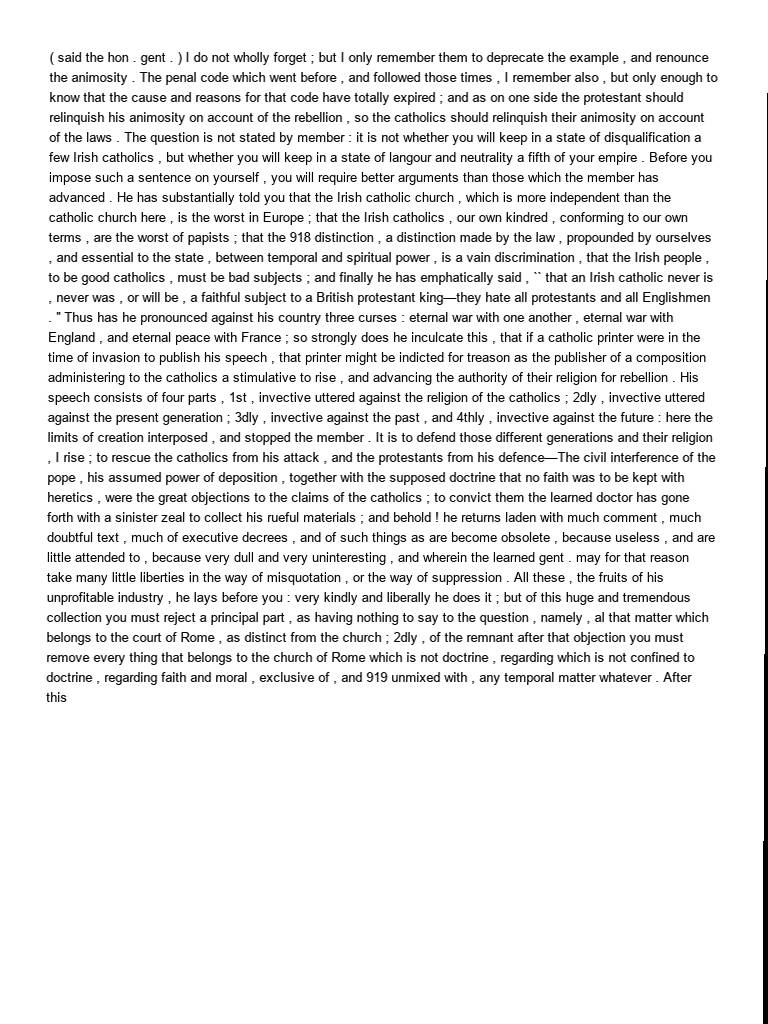 ( said the hon . gent . ) I do not wholly forget ; but I only remember them to deprecate the example , and renounce
the animosity . The penal code which went before , and followed those times , I remember also , but only enough to
know that the cause and reasons for that code have totally expired ; and as on one side the protestant should
relinquish his animosity on account of the rebellion , so the catholics should relinquish their animosity on account
of the laws . The question is not stated by member : it is not whether you will keep in a state of disqualification a
few Irish catholics , but whether you will keep in a state of langour and neutrality a fifth of your empire . Before you
impose such a sentence on yourself , you will require better arguments than those which the member has
advanced . He has substantially told you that the Irish catholic church , which is more independent than the
catholic church here , is the worst in Europe ; that the Irish catholics , our own kindred , conforming to our own
terms , are the worst of papists ; that the 918 distinction , a distinction made by the law , propounded by ourselves
, and essential to the state , between temporal and spiritual power , is a vain discrimination , that the Irish people ,
to be good catholics , must be bad subjects ; and finally he has emphatically said , `` that an Irish catholic never is
, never was , or will be , a faithful subject to a British protestant king—they hate all protestants and all Englishmen
. " Thus has he pronounced against his country three curses : eternal war with one another , eternal war with
England , and eternal peace with France ; so strongly does he inculcate this , that if a catholic printer were in the
time of invasion to publish his speech , that printer might be indicted for treason as the publisher of a composition
administering to the catholics a stimulative to rise , and advancing the authority of their religion for rebellion . His
speech consists of four parts , 1st , invective uttered against the religion of the catholics ; 2dly , invective uttered
against the present generation ; 3dly , invective against the past , and 4thly , invective against the future : here the
limits of creation interposed , and stopped the member . It is to defend those different generations and their religion
, I rise ; to rescue the catholics from his attack , and the protestants from his defence—The civil interference of the
pope , his assumed power of deposition , together with the supposed doctrine that no faith was to be kept with
heretics , were the great objections to the claims of the catholics ; to convict them the learned doctor has gone
forth with a sinister zeal to collect his rueful materials ; and behold ! he returns laden with much comment , much
doubtful text , much of executive decrees , and of such things as are become obsolete , because useless , and are
little attended to , because very dull and very uninteresting , and wherein the learned gent . may for that reason
take many little liberties in the way of misquotation , or the way of suppression . All these , the fruits of his
unprofitable industry , he lays before you : very kindly and liberally he does it ; but of this huge and tremendous
collection you must reject a principal part , as having nothing to say to the question , namely , al that matter which
belongs to the court of Rome , as distinct from the church ; 2dly , of the remnant after that objection you must
remove every thing that belongs to the church of Rome which is not doctrine , regarding which is not confined to
doctrine , regarding faith and moral , exclusive of , and 919 unmixed with , any temporal matter whatever . After
this